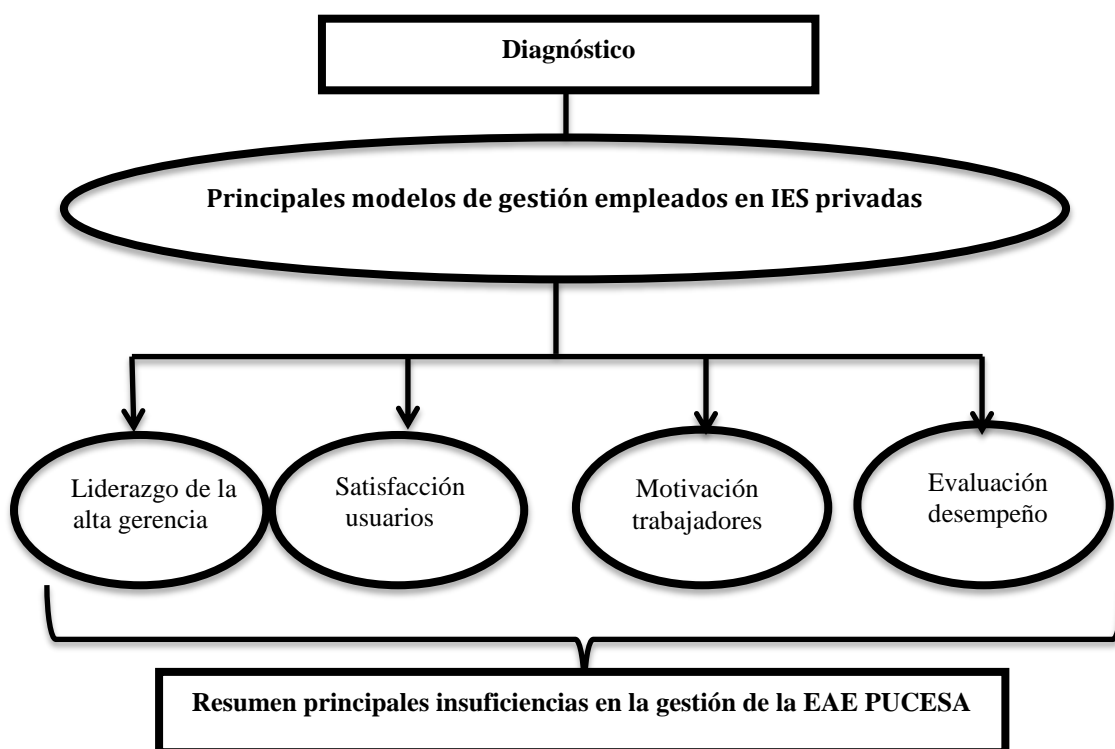 Diagnóstico
Principales modelos de gestión empleados en IES privadas
Liderazgo de la
alta gerencia
Satisfacción
usuarios
Motivación
trabajadores
Evaluación
desempeño
Resumen principales insuficiencias en la gestión de la EAE PUCESA